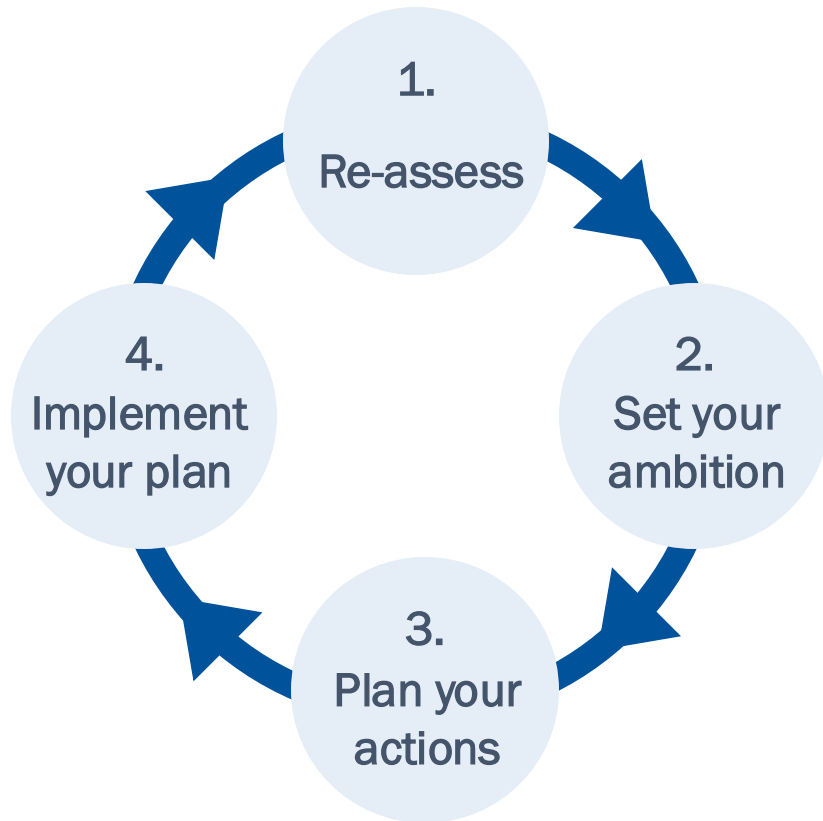 1.
Re-assess
2.
Set your
ambition
3.
Plan your
actions
4.
Implement
your plan